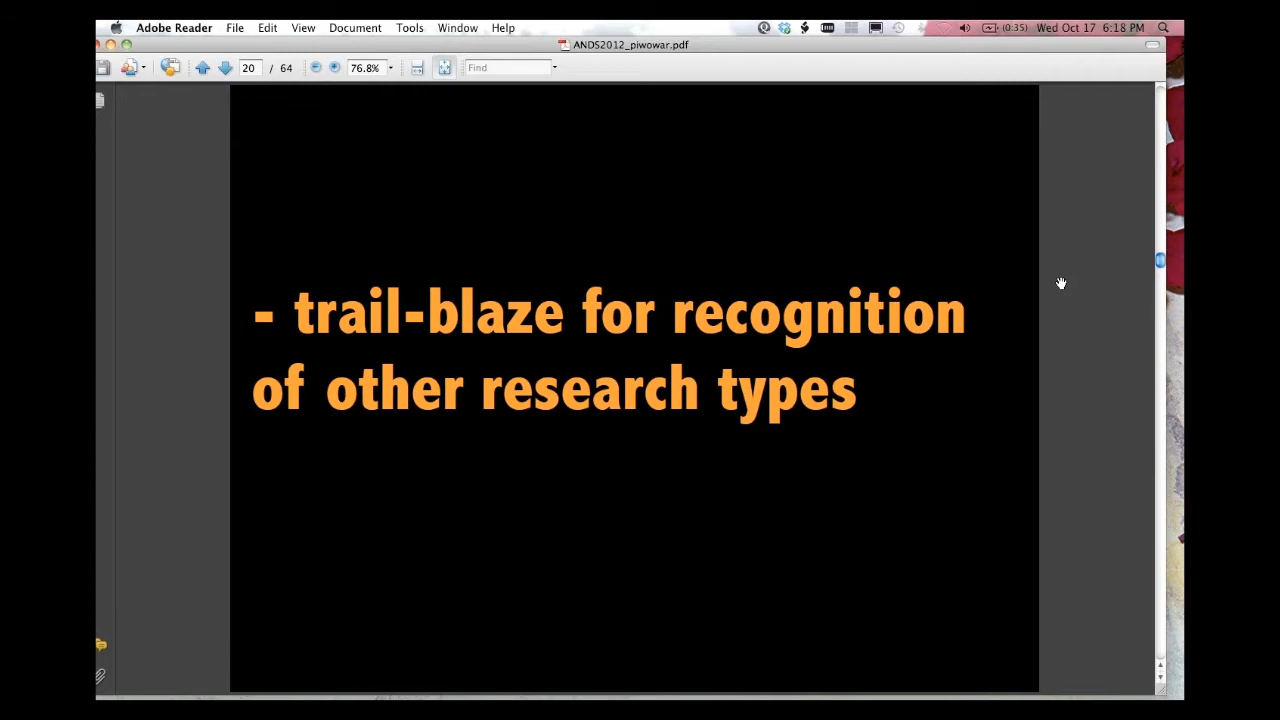 Adobe Reader File Edit View Document Tools Window Help (0:35) Wed Oct 17 6:18 PM
ANDS2012_piwowar.pdf
20 / 64 76.8% Find
- trail-blaze for recognition
of other research types